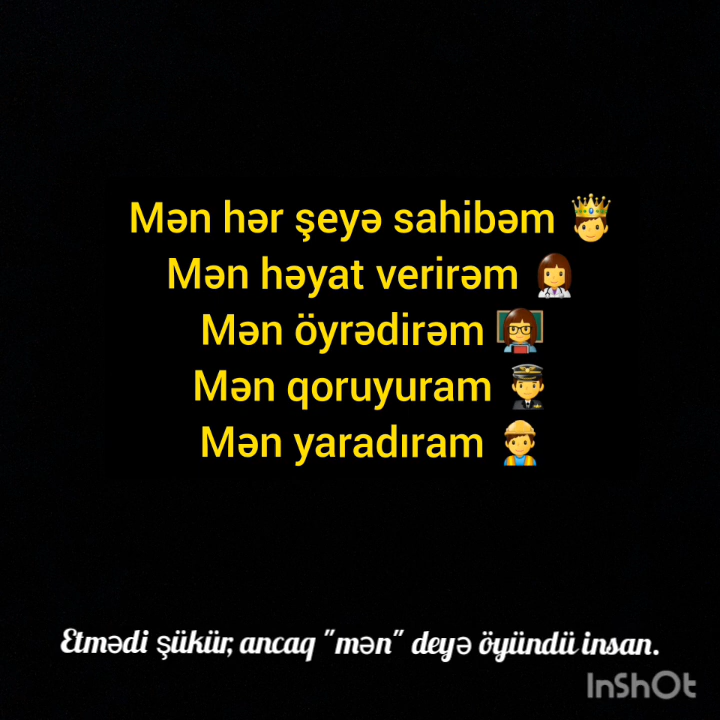 Mən hər şeyə sahibəm 🤴
Mən həyat verirəm 👩‍⚕️
Mən öyrədirəm 👩‍🏫
Mən qoruyuram 👨‍✈️
Mən yaradıram 👷
Etmədi şükür, ancaq "mən" deyə öyündü insan.
InShOt